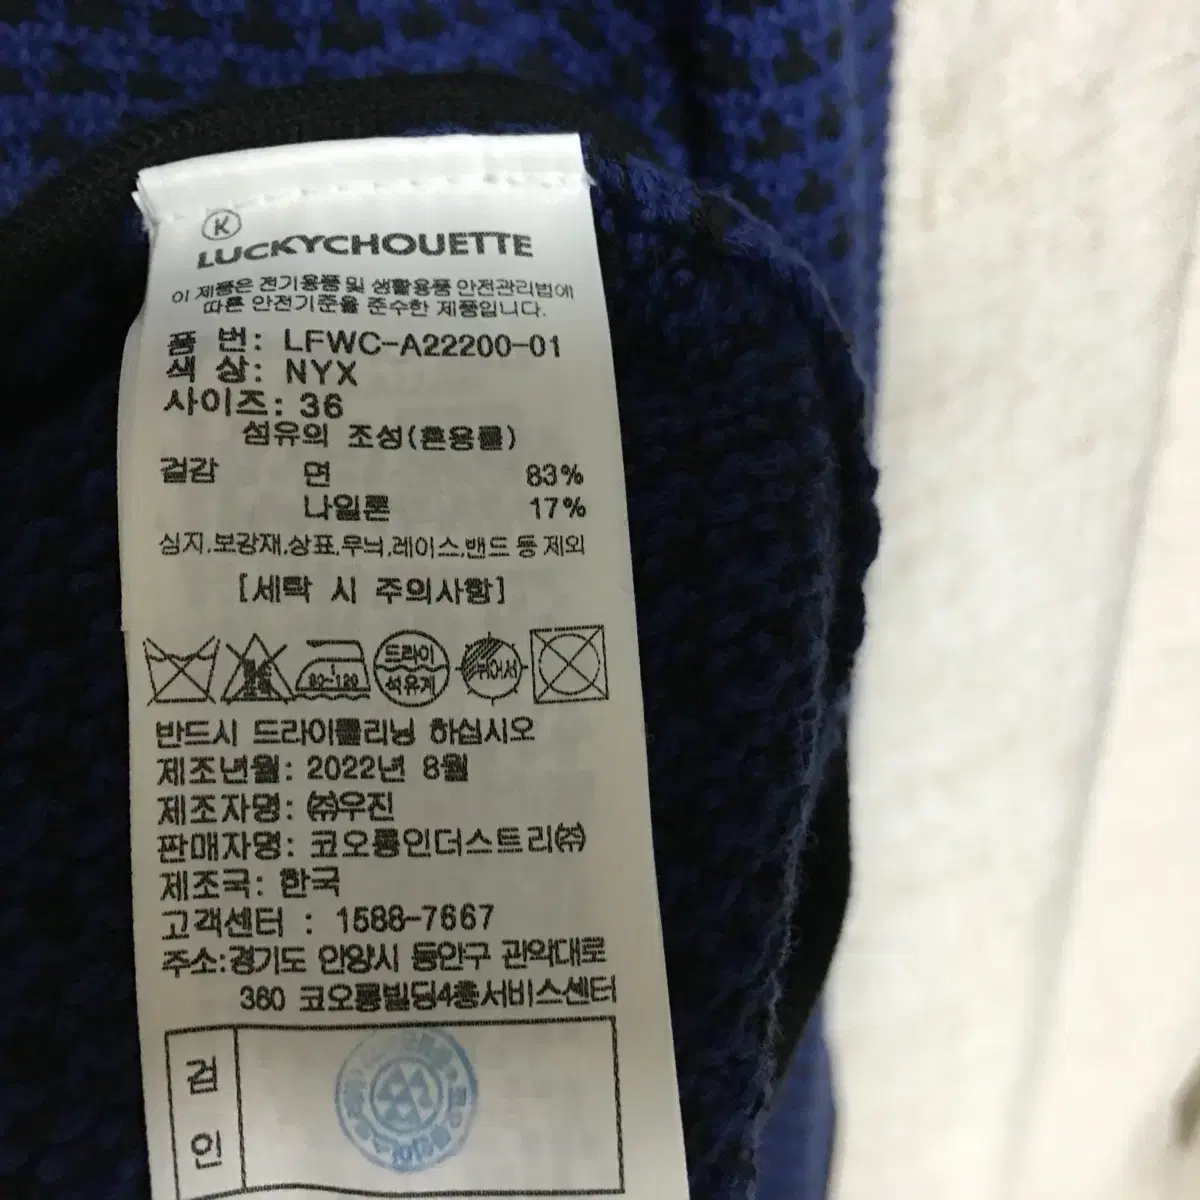 K
LUCKYCHOUETTE
이 제품은 전기용품 및 생활용품 안전관리법에
따른 안전기준을 준수한 제품입니다.
품 번: LFWC-A22200-01
색 상: NYX
사이즈: 36
섬유의 조성(혼용률)
겉감 면 83%
나일론 17%
심지,보강재,상표,무늬,레이스,밴드 등 제외
[세탁 시 주의사항]
80~120
드라이
석유계
뉘어서
반드시 드라이클리닝 하십시오
제조년월: 2022년 8월
제조자명: ㈜우진
판매자명: 코오롱인더스트리㈜
제조국: 한국
고객센터 : 1588-7667
주소:경기도 안양시 동안구 관악대로
360 코오롱빌딩4층서비스센터
검
인